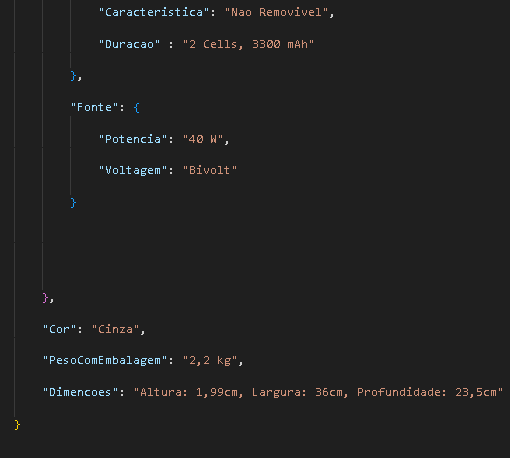 "Caracteristica": "Nao Removivel",
"Duracao" : "2 Cells, 3300 mAh"
},
"Fonte": {
"Potencia": "40 W",
"Voltagem": "Bivolt"
}
},
"Cor": "Cinza",
"PesoComEmbalagem": "2,2 kg",
"Dimencoes": "Altura: 1,99cm, Largura: 36cm, Profundidade: 23,5cm"
}